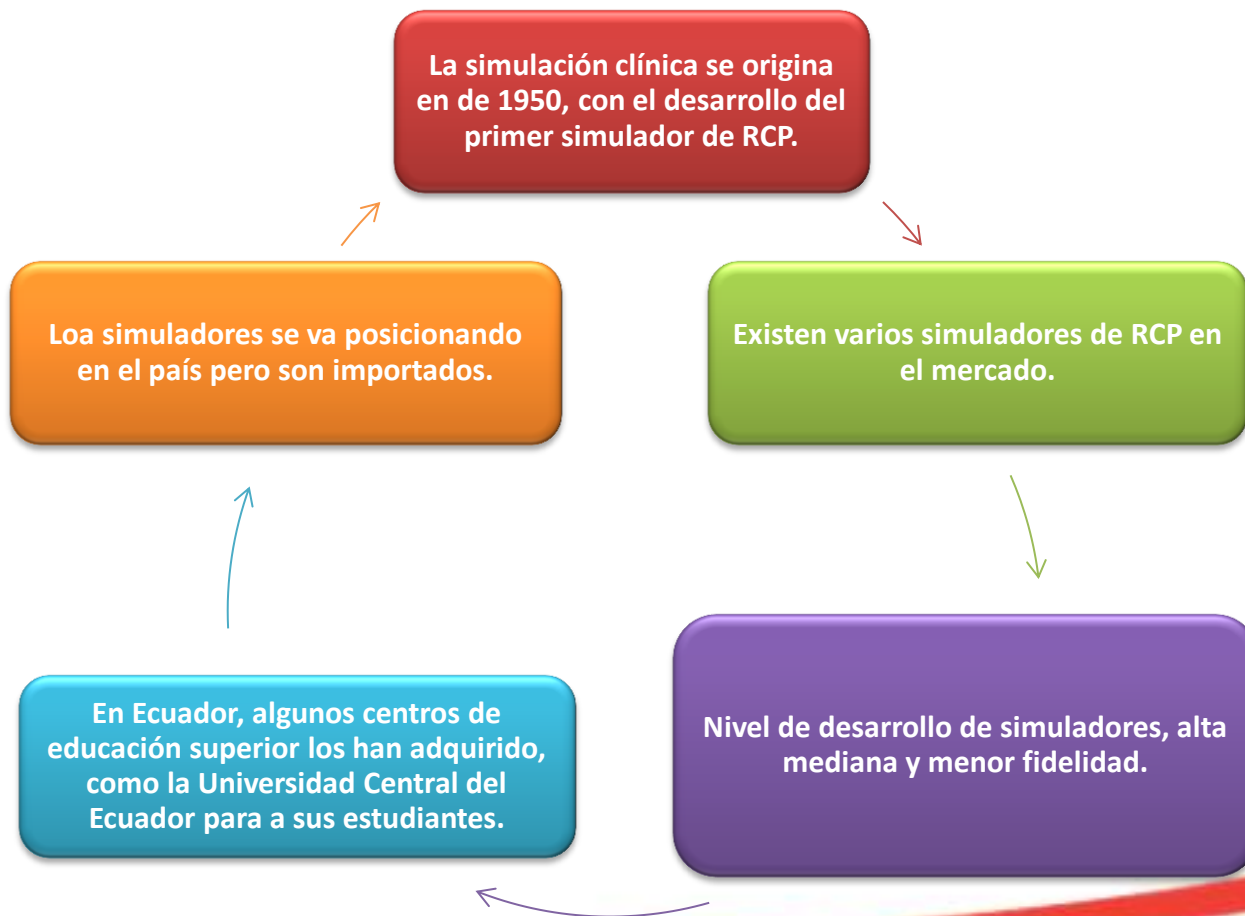 La simulación clínica se origina
en de 1950, con el desarrollo del
primer simulador de RCP.
Existen varios simuladores de RCP en
el mercado.
Nivel de desarrollo de simuladores, alta
mediana y menor fidelidad.
En Ecuador, algunos centros de
educación superior los han adquirido,
como la Universidad Central del
Ecuador para a sus estudiantes.
Loa simuladores se va posicionando
en el país pero son importados.